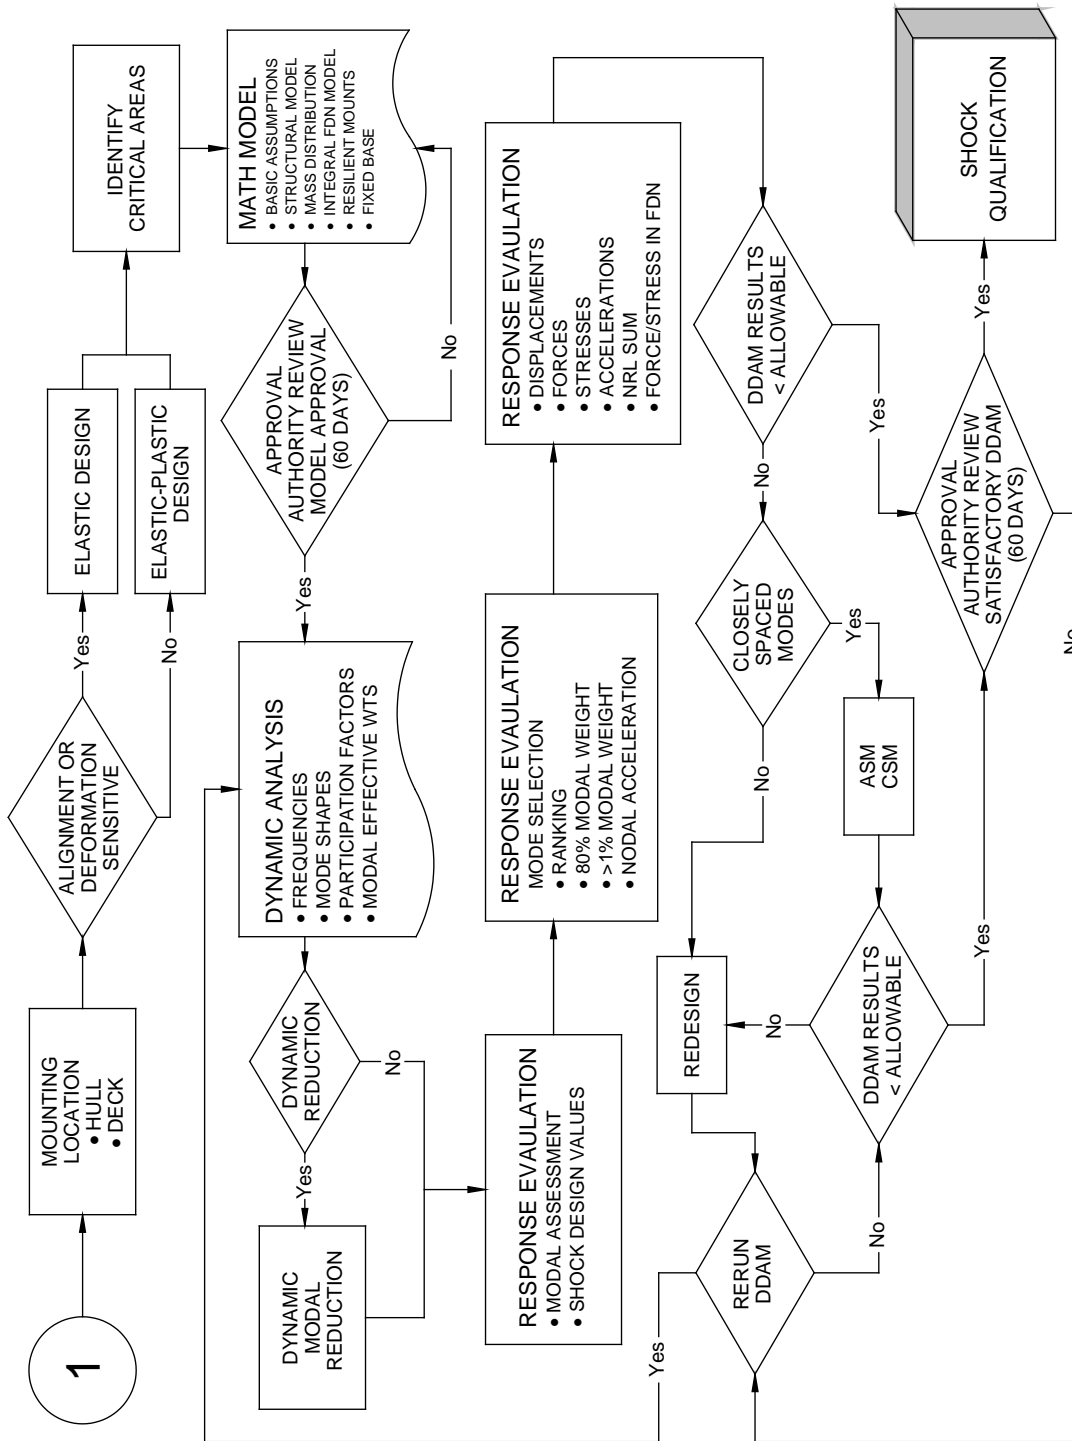 1
MOUNTING
LOCATION
• HULL
• DECK
ALIGNMENT OR
DEFORMATION
SENSITIVE
Yes
No
ELASTIC DESIGN
ELASTIC-PLASTIC
DESIGN
IDENTIFY
CRITICAL AREAS
MATH MODEL
• BASIC ASSUMPTIONS
• STRUCTURAL MODEL
• MASS DISTRIBUTION
• INTEGRAL FDN MODEL
• RESILIENT MOUNTS
• FIXED BASE
APPROVAL
AUTHORITY REVIEW
MODEL APPROVAL
(60 DAYS)
No
Yes
DYNAMIC ANALYSIS
• FREQUENCIES
• MODE SHAPES
• PARTICIPATION FACTORS
• MODAL EFFECTIVE WTS
DYNAMIC
REDUCTION
No
Yes
DYNAMIC
MODAL
REDUCTION
RESPONSE EVAULATION
• MODAL ASSESSMENT
• SHOCK DESIGN VALUES
RESPONSE EVAULATION
MODE SELECTION
• RANKING
• 80% MODAL WEIGHT
• >1% MODAL WEIGHT
• NODAL ACCELERATION
RESPONSE EVAULATION
• DISPLACEMENTS
• FORCES
• STRESSES
• ACCELERATIONS
• NRL SUM
• FORCE/STRESS IN FDN
DDAM RESULTS
< ALLOWABLE
Yes
No
CLOSELY
SPACED
MODES
Yes
No
ASM
CSM
REDESIGN
DDAM RESULTS
< ALLOWABLE
No
Yes
RERUN
DDAM
Yes
No
APPROVAL
AUTHORITY REVIEW
SATISFACTORY DDAM
(60 DAYS)
No
Yes
SHOCK
QUALIFICATION